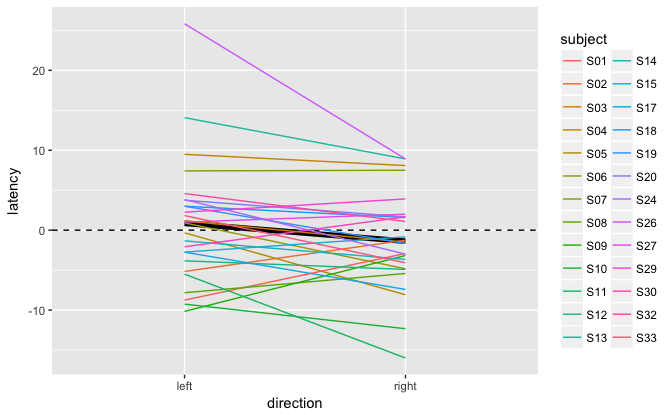 subject
S01 S14
S02 S15
S03 S17
S04 S18
S05 S19
S06 S20
S07 S24
S08 S26
S09 S27
S10 S29
S11 S30
S12 S32
S13 S33
20
10
0
-10
latency
left right
direction